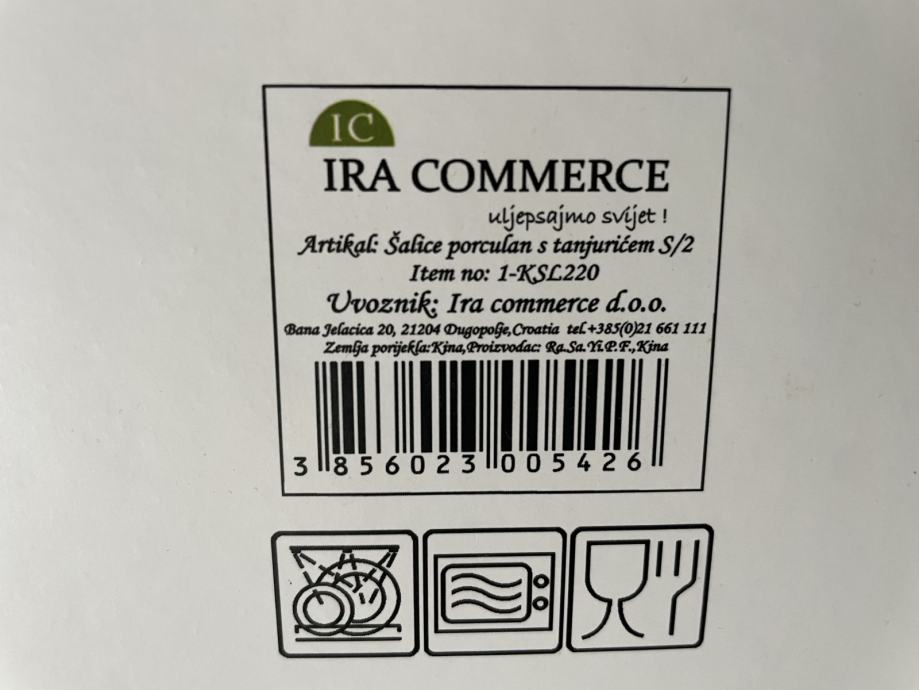 IC
IRA COMMERCE
uljepsajmo svijet !
Artikal: Šalice porculan s tanjurićem S/2
Item no: 1-KSL220
Uvoznik: Ira commerce d.o.o.
Bana Jelacica 20, 21204 Dugopolje,Croatia tel.+385(0)21 661 111
Zemlja porijekla:Kina,Proizvodac: Ra.Sa.Yi.P.F.,Kina
3 856023 005426